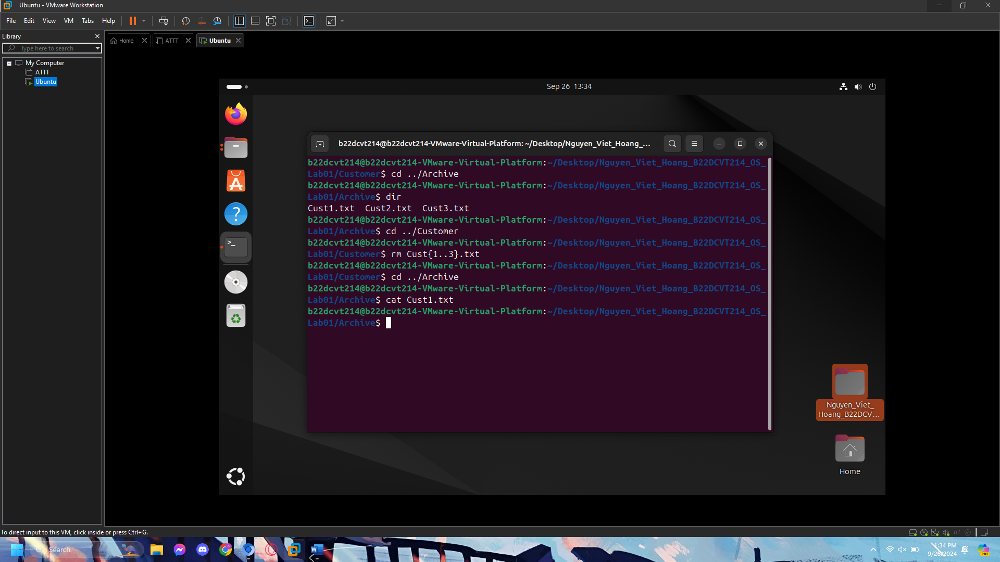 Ubuntu - VMware Workstation
File Edit View VM Tabs Help
Library
Type here to search
My Computer
ATTT
Ubuntu
Home ATTT Ubuntu
Sep 26 13:34
b22dcvt214@b22dcvt214-VMware-Virtual-Platform: ~/Desktop/Nguyen_Viet_Hoang_...
b22dcvt214@b22dcvt214-VMware-Virtual-Platform:~/Desktop/Nguyen_Viet_Hoang_B22DCVT214_OS_
Lab01/Customer$ cd ../Archive
b22dcvt214@b22dcvt214-VMware-Virtual-Platform:~/Desktop/Nguyen_Viet_Hoang_B22DCVT214_OS_
Lab01/Archive$ dir
Cust1.txt Cust2.txt Cust3.txt
b22dcvt214@b22dcvt214-VMware-Virtual-Platform:~/Desktop/Nguyen_Viet_Hoang_B22DCVT214_OS_
Lab01/Archive$ cd ../Customer
b22dcvt214@b22dcvt214-VMware-Virtual-Platform:~/Desktop/Nguyen_Viet_Hoang_B22DCVT214_OS_
Lab01/Customer$ rm Cust{1..3}.txt
b22dcvt214@b22dcvt214-VMware-Virtual-Platform:~/Desktop/Nguyen_Viet_Hoang_B22DCVT214_OS_
Lab01/Customer$ cd ../Archive
b22dcvt214@b22dcvt214-VMware-Virtual-Platform:~/Desktop/Nguyen_Viet_Hoang_B22DCVT214_OS_
Lab01/Archive$ cat Cust1.txt
b22dcvt214@b22dcvt214-VMware-Virtual-Platform:~/Desktop/Nguyen_Viet_Hoang_B22DCVT214_OS_
Lab01/Archive$
Nguyen_Viet_
Hoang_B22DCV...
Home
To direct input to this VM, click inside or press Ctrl+G.
Search
1:34 PM
9/26/2024
PRE